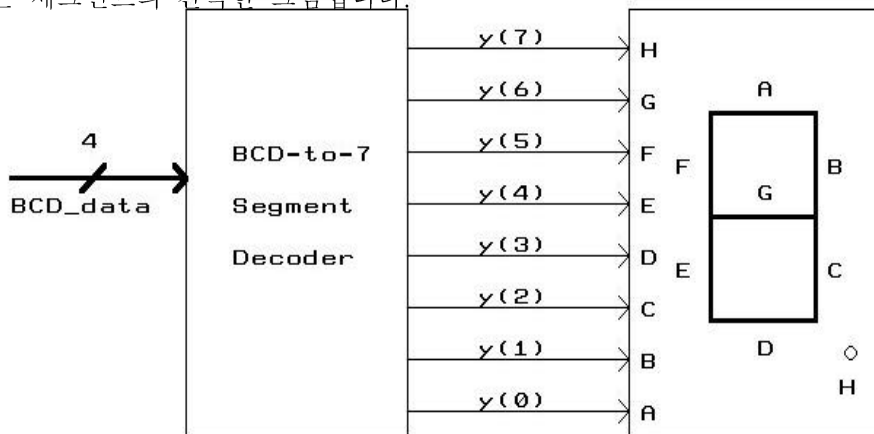 y(7) H
y(6) G
y(5) F
y(4) E
y(3) D
y(2) C
y(1) B
y(0) A
4
BCD_data
BCD-to-7
Segment
Decoder
A
F B
G
E C
D
H